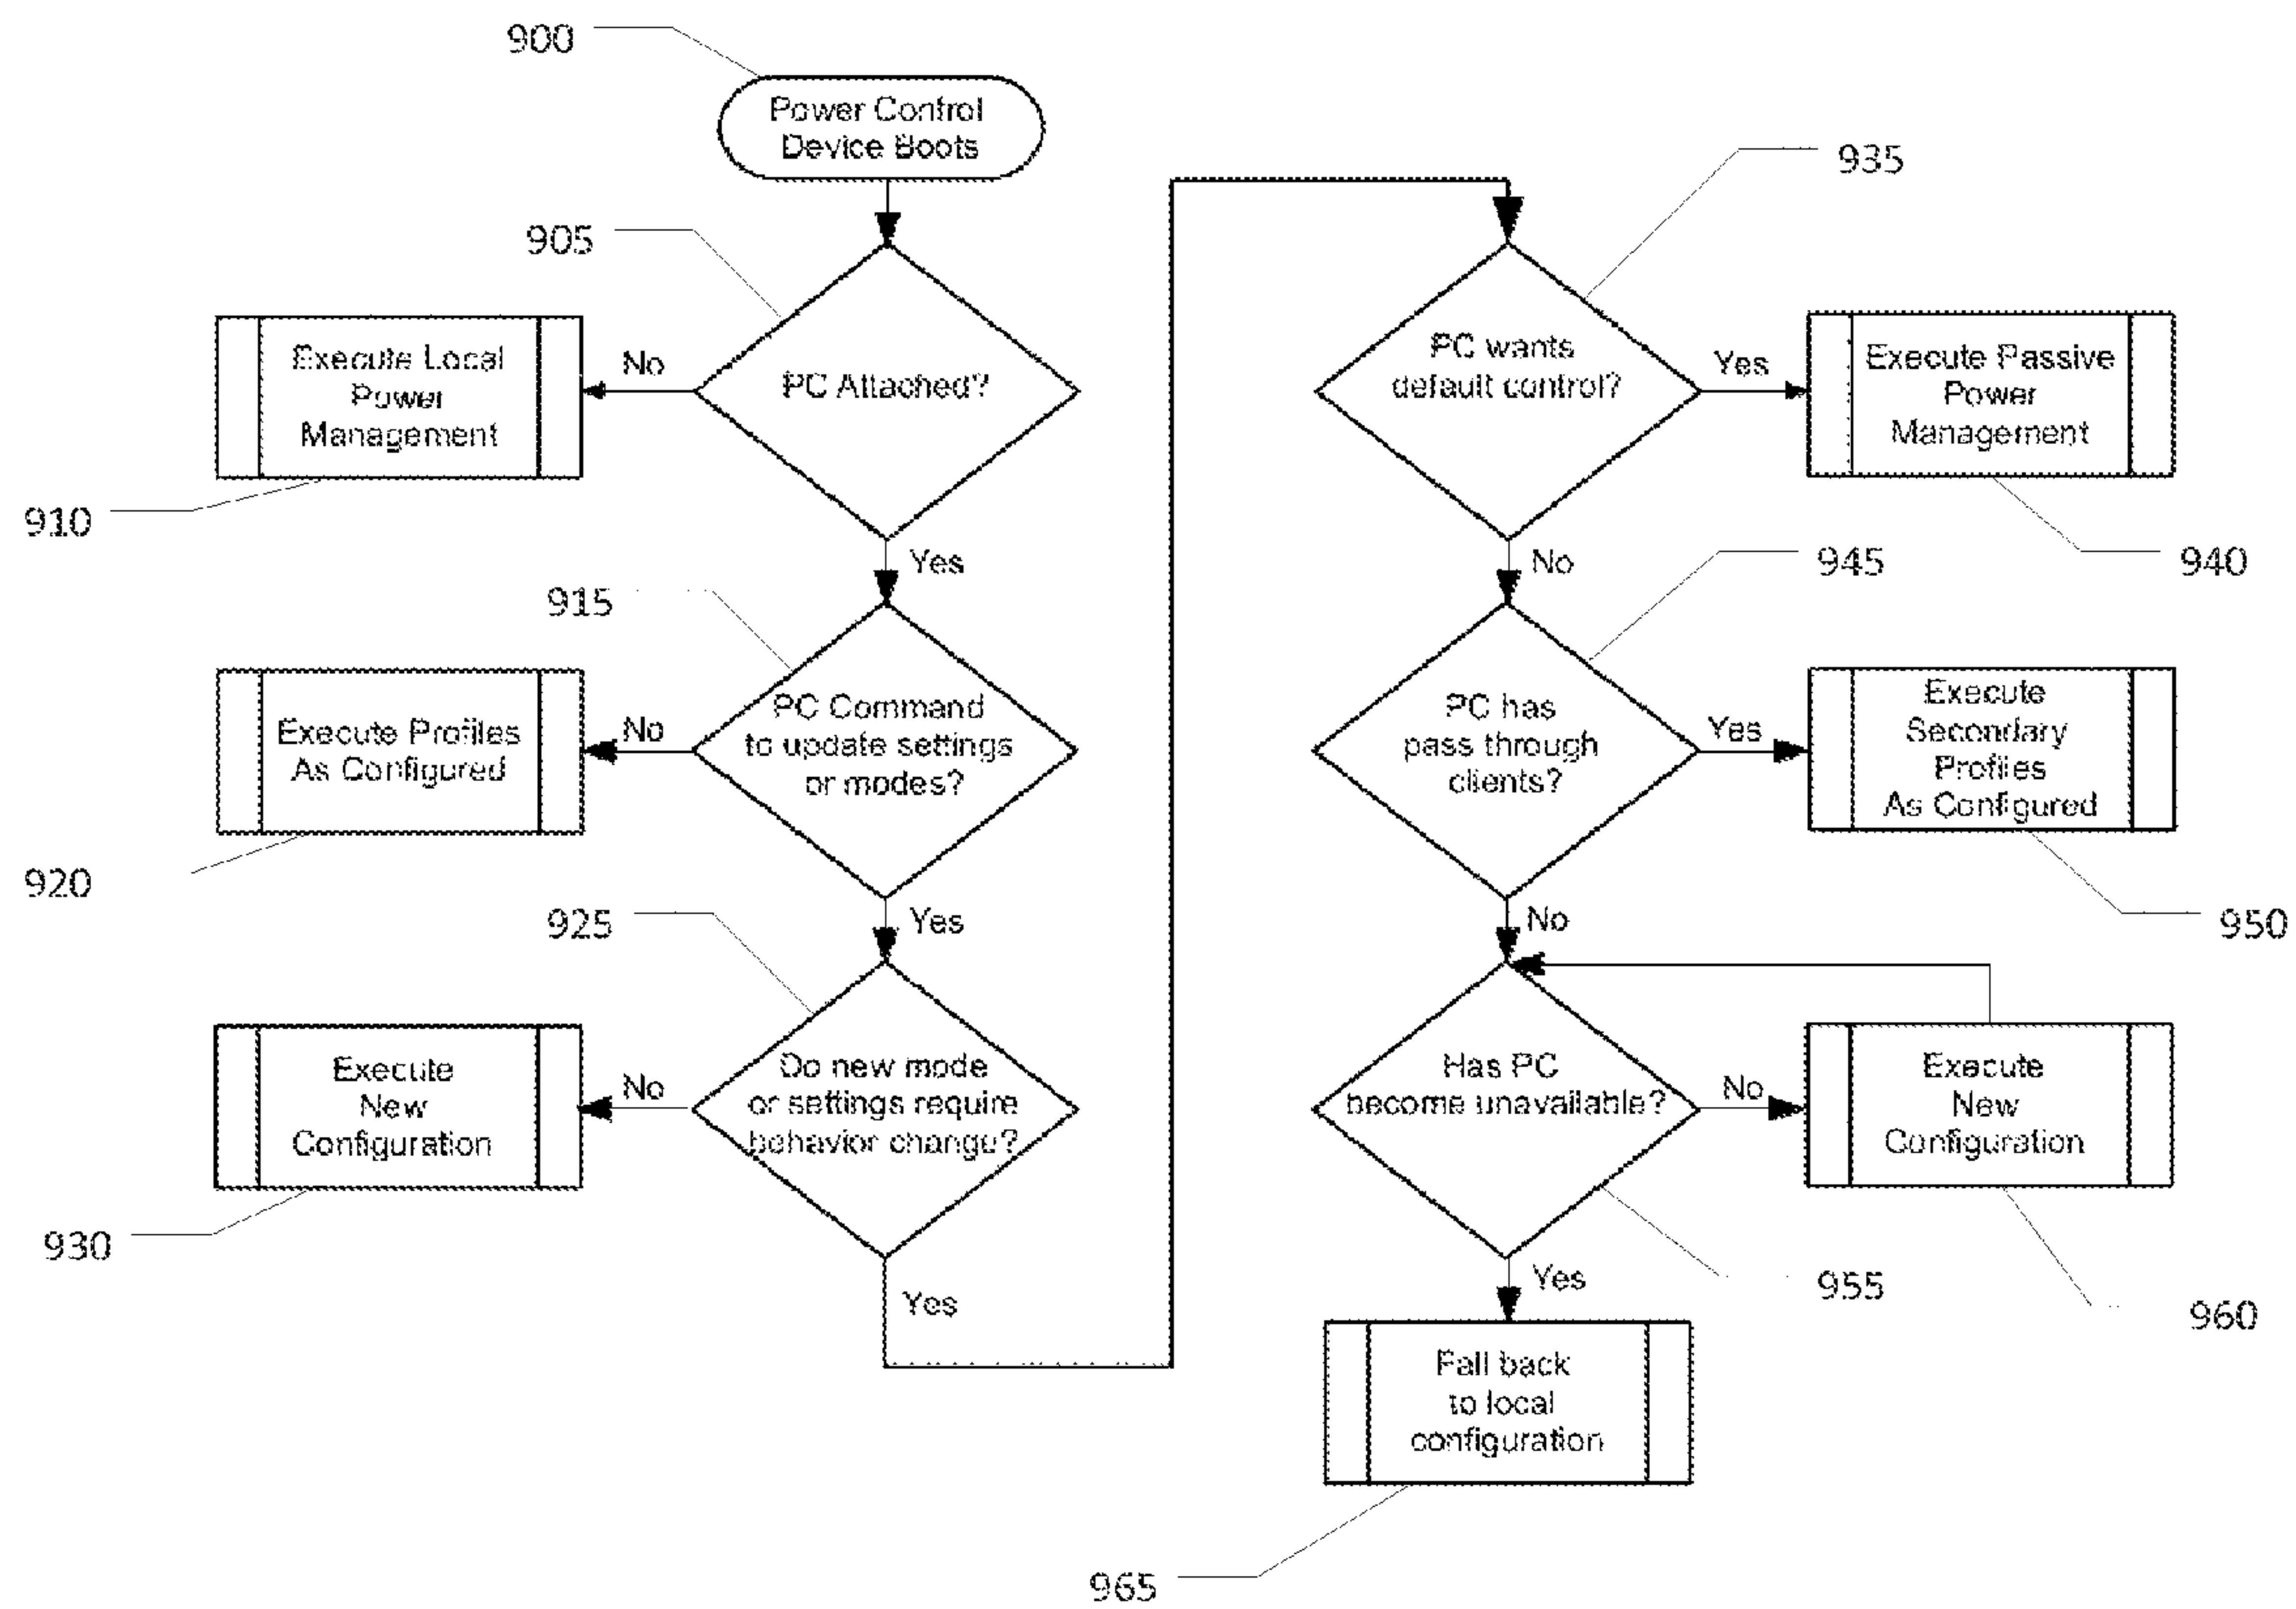 900
Power Control
Device Boots
905
PC Attached?
No
Execute Local
Power
Management
910
Yes
915
PC Command
to update settings
or modes?
No
Execute Profiles
As Configured
920
Yes
925
Do new mode
or settings require
behavior change?
No
Execute
New
Configuration
930
Yes
935
PC wants
default control?
Yes
Execute Passive
Power
Management
940
No
945
PC has
pass through
clients?
Yes
Execute
Secondary
Profiles
As Configured
950
No
Has PC
become unavailable?
955
No
Execute
New
Configuration
960
Yes
Fall back
to local
configuration
965